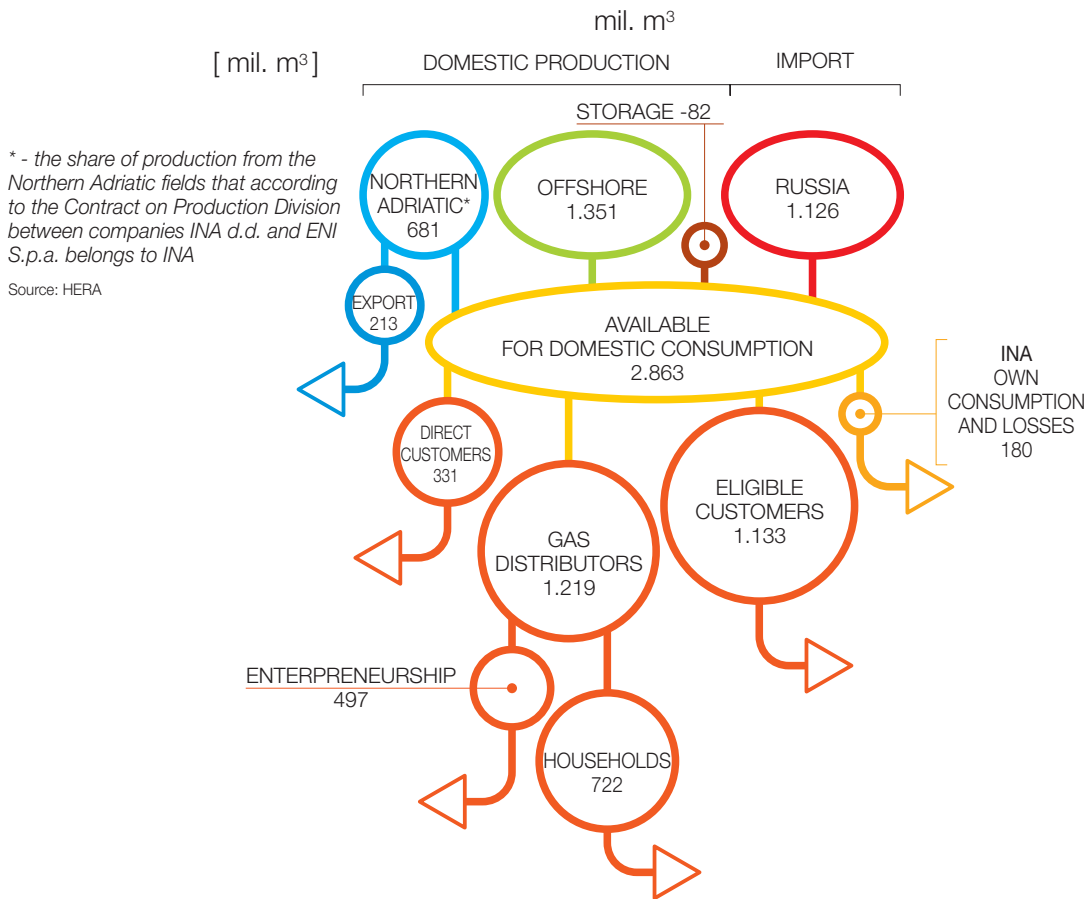 mil. m³
[ mil. m³ ]
DOMESTIC PRODUCTION
IMPORT
STORAGE -82
* - the share of production from the
Northern Adriatic fields that according
to the Contract on Production Division
between companies INA d.d. and ENI
S.p.a. belongs to INA
Source: HERA
NORTHERN
ADRIATIC*
681
OFFSHORE
1.351
RUSSIA
1.126
EXPORT
213
AVAILABLE
FOR DOMESTIC CONSUMPTION
2.863
INA
OWN
CONSUMPTION
AND LOSSES
180
DIRECT
CUSTOMERS
331
GAS
DISTRIBUTORS
1.219
ELIGIBLE
CUSTOMERS
1.133
ENTERPRENEURSHIP
497
HOUSEHOLDS
722